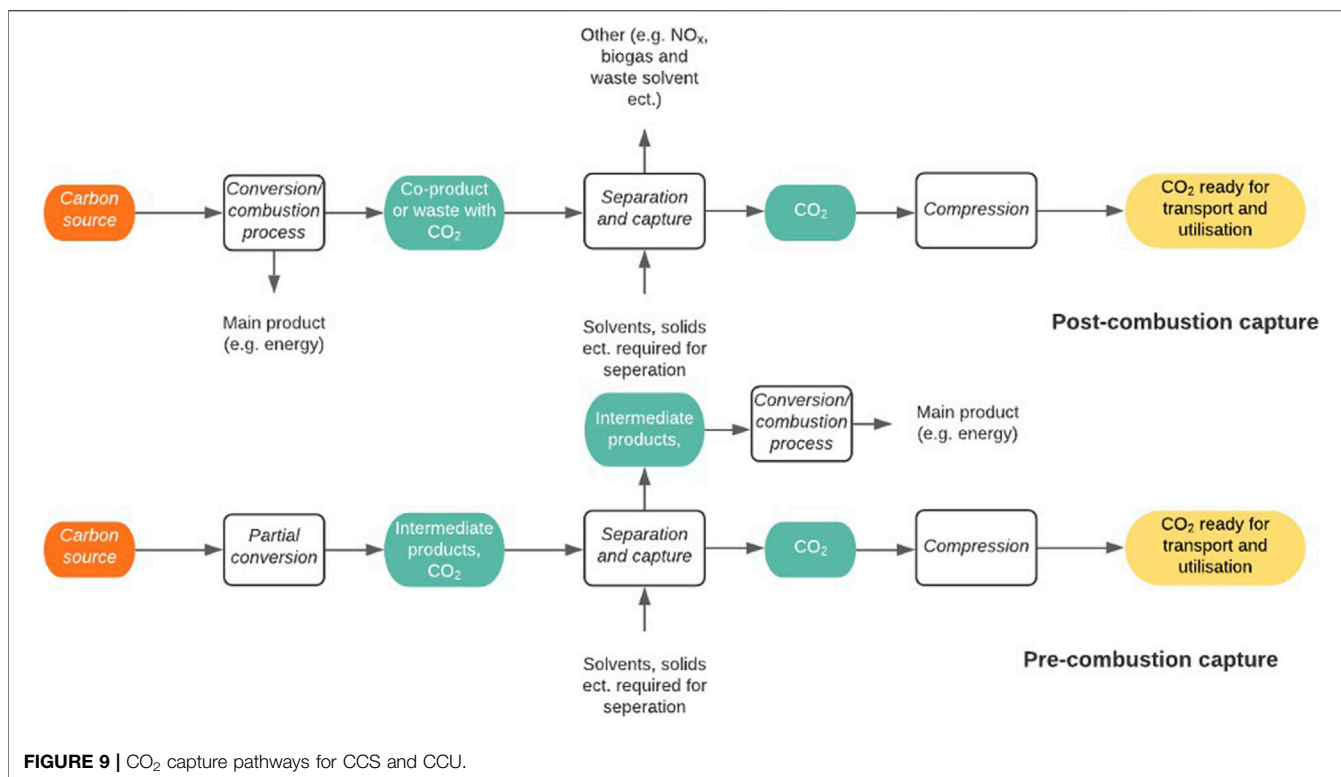 Other (e.g. NOx,
biogas and
waste solvent
ect.)
Carbon
source
Conversion/
combustion
process
Co-product
or waste with
CO2
Separation
and capture
CO2
Compression
CO2 ready for
transport and
utilisation
Main product
(e.g. energy)
Solvents, solids
ect. required for
seperation
Post-combustion capture
Intermediate
products,
Conversion/
combustion
process
Main product
(e.g. energy)
Carbon
source
Partial
conversion
Intermediate
products,
CO2
Separation
and capture
CO2
Compression
CO2 ready for
transport and
utilisation
Solvents, solids
ect. required for
seperation
Pre-combustion capture
FIGURE 9 | CO2 capture pathways for CCS and CCU.